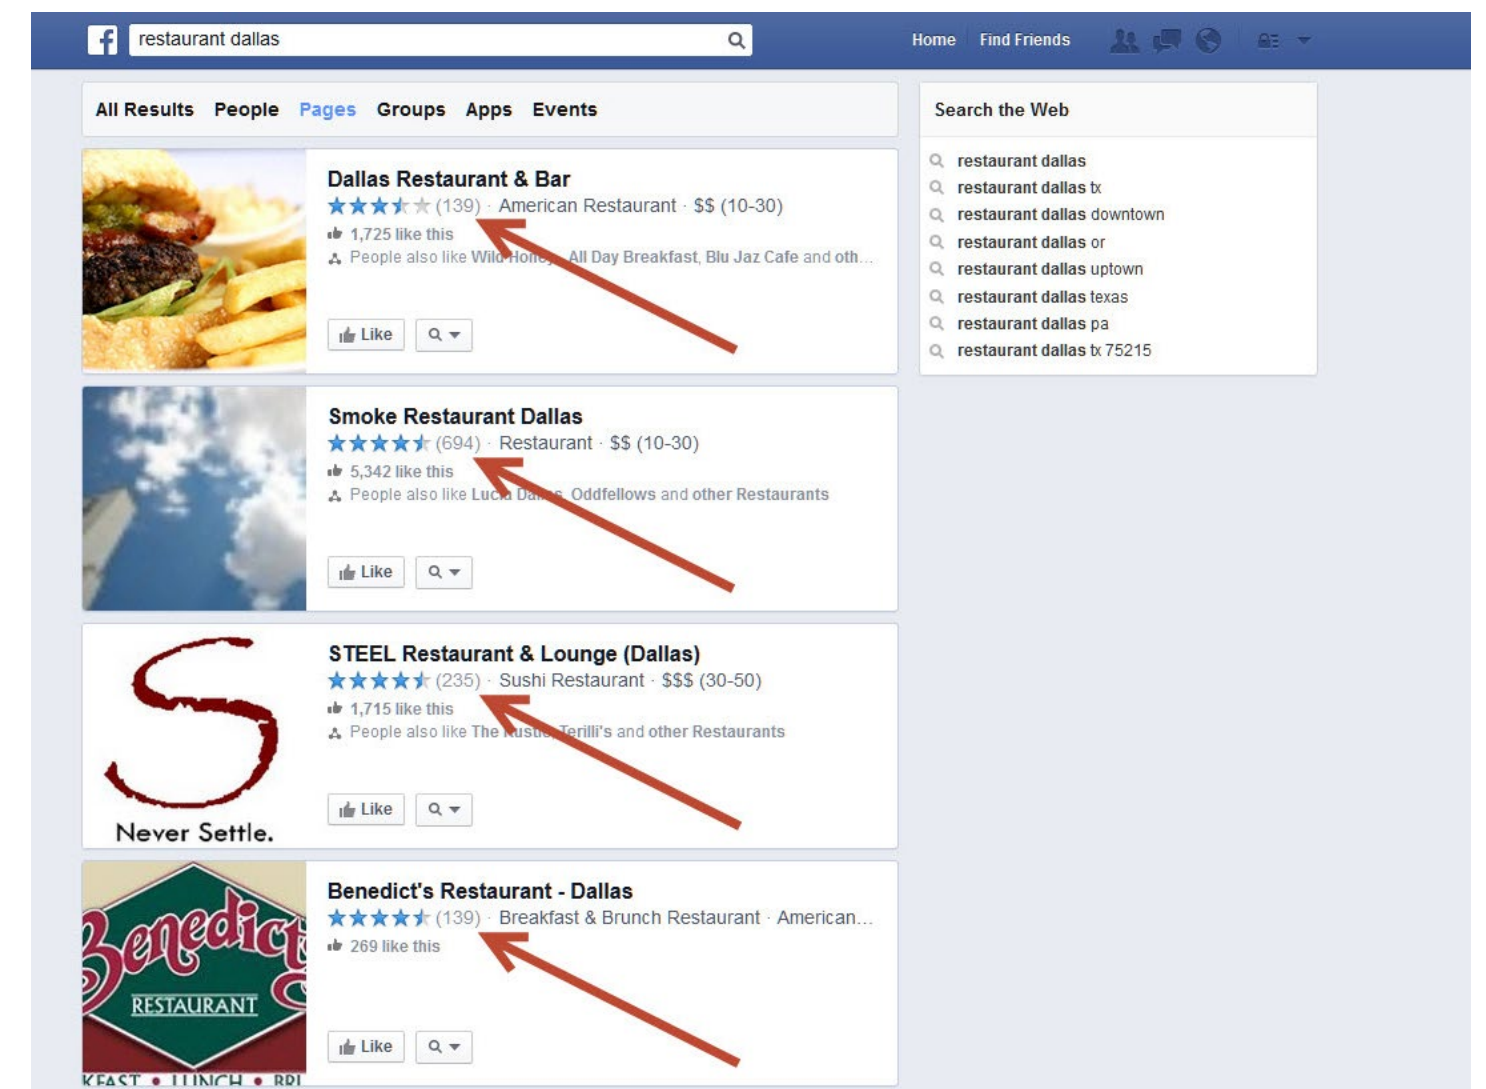 restaurant dallas
Home Find Friends
All Results People Pages Groups Apps Events
Dallas Restaurant & Bar
(139) · American Restaurant · $$ (10-30)
1,725 like this
People also like Wild Honey - All Day Breakfast, Blu Jaz Cafe and oth...
Like
Smoke Restaurant Dallas
(694) · Restaurant · $$ (10-30)
5,342 like this
People also like Lucia Dallas, Oddfellows and other Restaurants
Like
S
Never Settle.
STEEL Restaurant & Lounge (Dallas)
(235) · Sushi Restaurant · $$$ (30-50)
1,715 like this
People also like The Rustic, Terilli's and other Restaurants
Like
Benedict's
RESTAURANT
Benedict's Restaurant - Dallas
(139) · Breakfast & Brunch Restaurant · American...
269 like this
Like
Search the Web
restaurant dallas
restaurant dallas tx
restaurant dallas downtown
restaurant dallas or
restaurant dallas uptown
restaurant dallas texas
restaurant dallas pa
restaurant dallas tx 75215